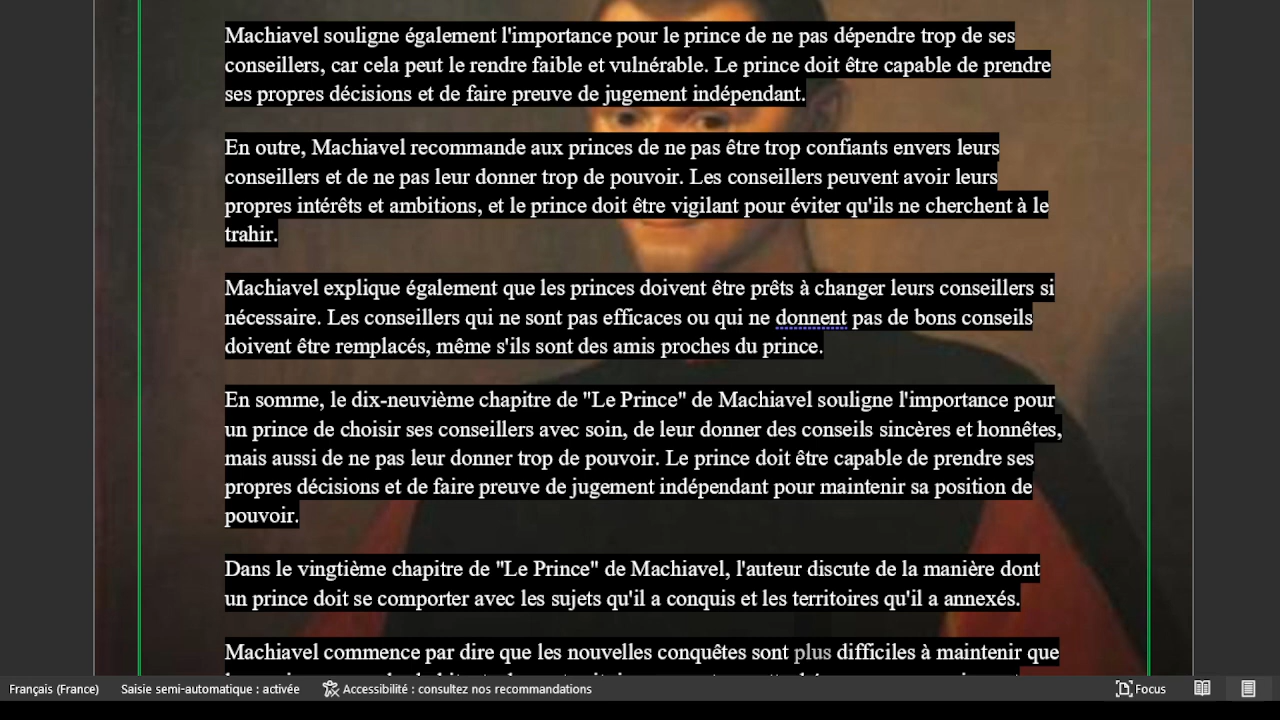 Machiavel souligne également l'importance pour le prince de ne pas dépendre trop de ses
conseillers, car cela peut le rendre faible et vulnérable. Le prince doit être capable de prendre
ses propres décisions et de faire preuve de jugement indépendant.
En outre, Machiavel recommande aux princes de ne pas être trop confiants envers leurs
conseillers et de ne pas leur donner trop de pouvoir. Les conseillers peuvent avoir leurs
propres intérêts et ambitions, et le prince doit être vigilant pour éviter qu'ils ne cherchent à le
trahir.
Machiavel explique également que les princes doivent être prêts à changer leurs conseillers si
nécessaire. Les conseillers qui ne sont pas efficaces ou qui ne donnent pas de bons conseils
doivent être remplacés, même s'ils sont des amis proches du prince.
En somme, le dix-neuvième chapitre de "Le Prince" de Machiavel souligne l'importance pour
un prince de choisir ses conseillers avec soin, de leur donner des conseils sincères et honnêtes,
mais aussi de ne pas leur donner trop de pouvoir. Le prince doit être capable de prendre ses
propres décisions et de faire preuve de jugement indépendant pour maintenir sa position de
pouvoir.
Dans le vingtième chapitre de "Le Prince" de Machiavel, l'auteur discute de la manière dont
un prince doit se comporter avec les sujets qu'il a conquis et les territoires qu'il a annexés.
Machiavel commence par dire que les nouvelles conquêtes sont plus difficiles à maintenir que
Français (France) Saisie semi-automatique : activée Accessibilité : consultez nos recommandations Focus